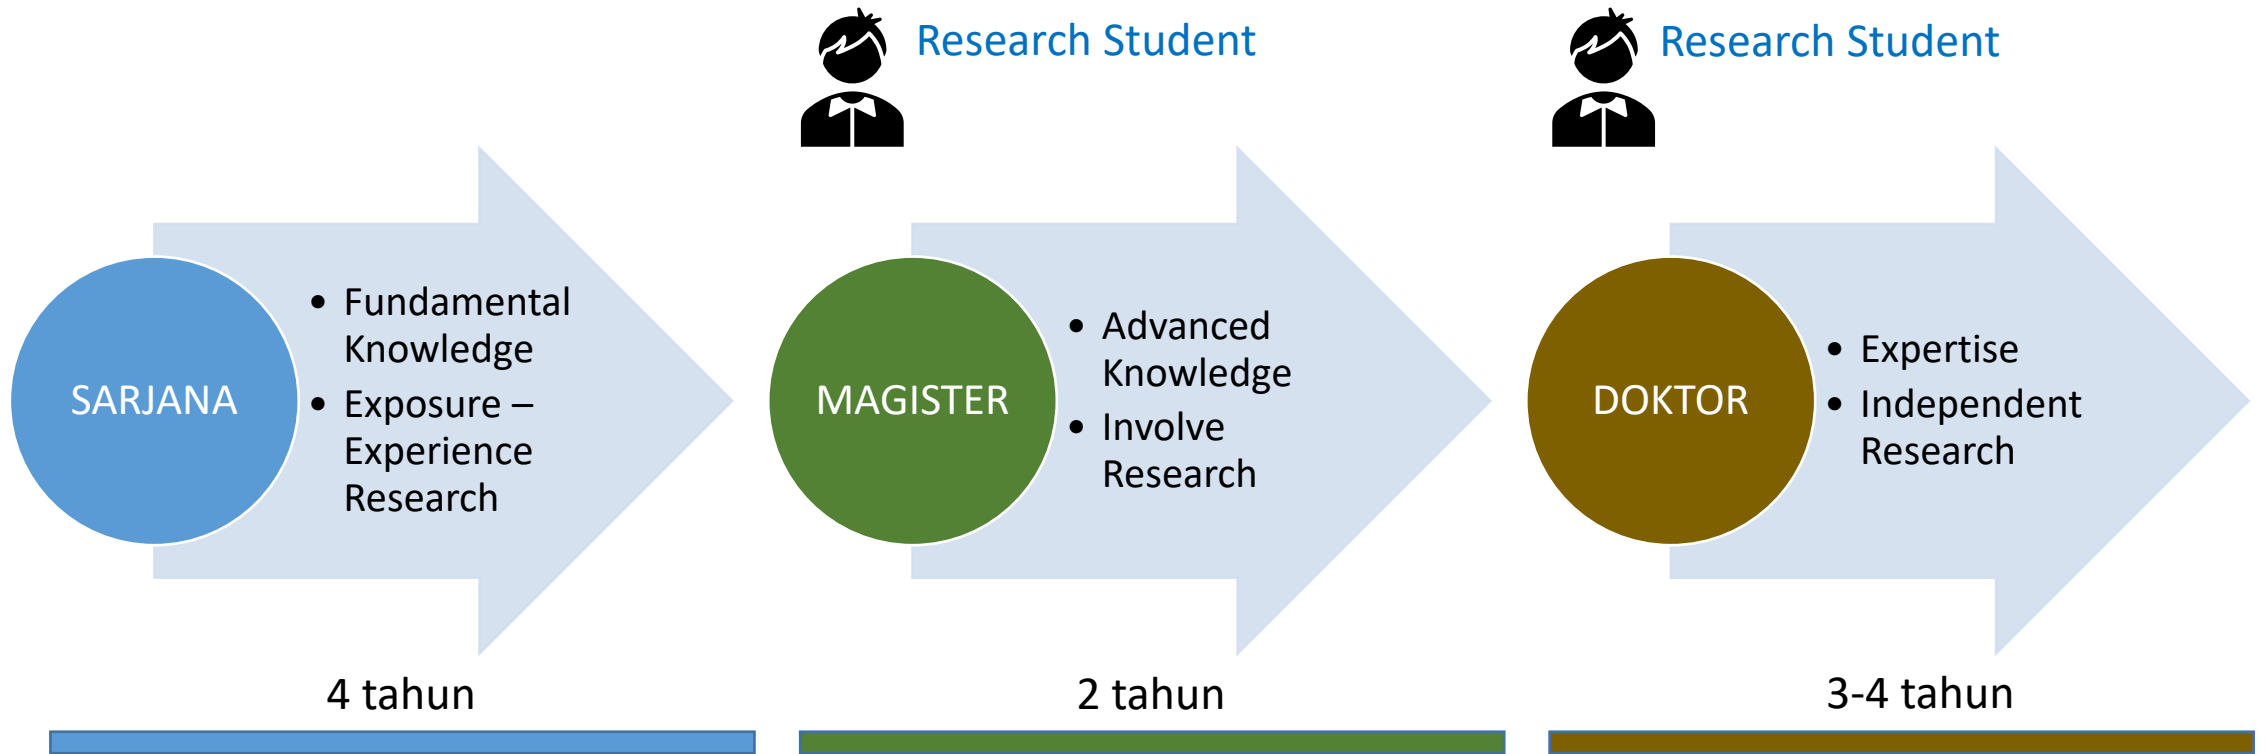 Research Student
SARJANA
• Fundamental
Knowledge
• Exposure –
Experience
Research
4 tahun
Research Student
MAGISTER
• Advanced
Knowledge
• Involve
Research
2 tahun
DOKTOR
• Expertise
• Independent
Research
3-4 tahun